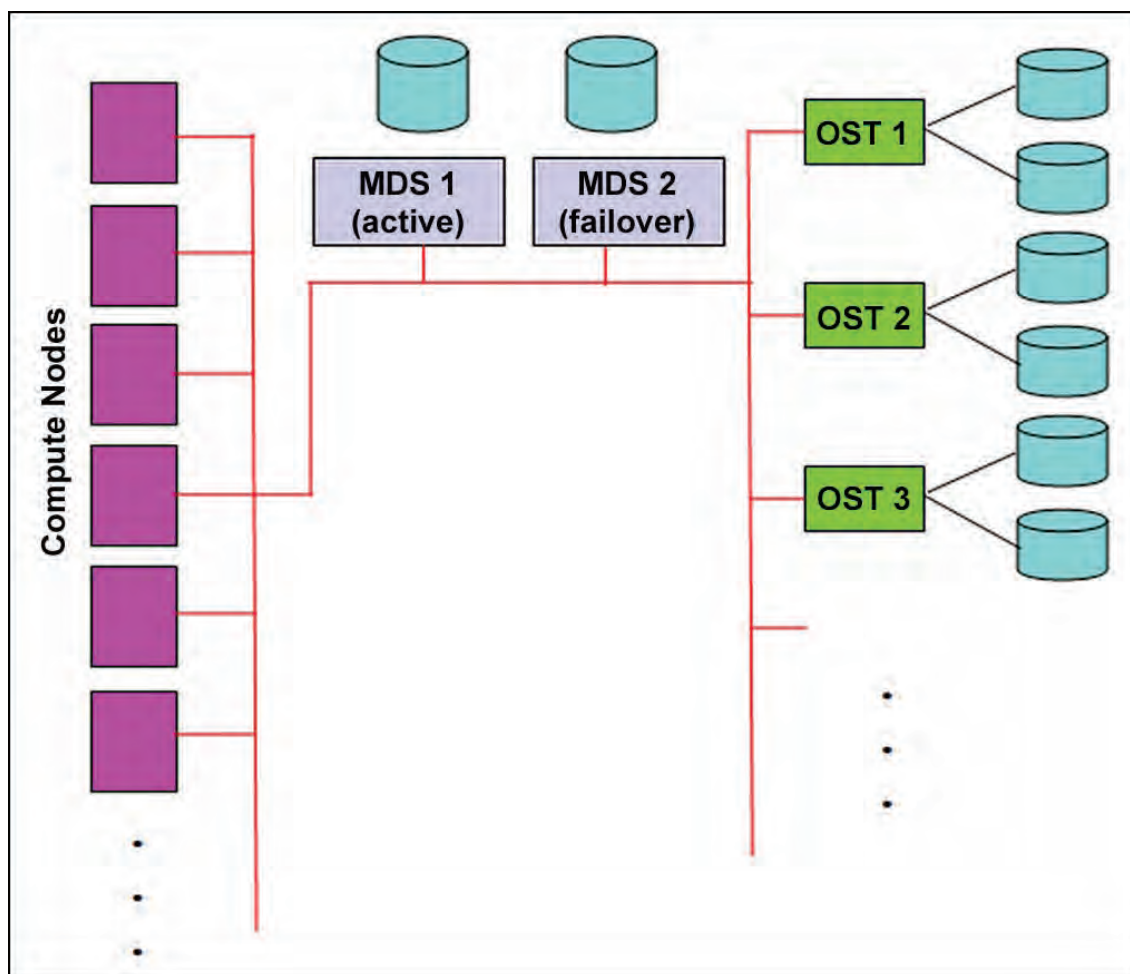 Compute Nodes
MDS 1
(active)
MDS 2
(failover)
OST 1
OST 2
OST 3